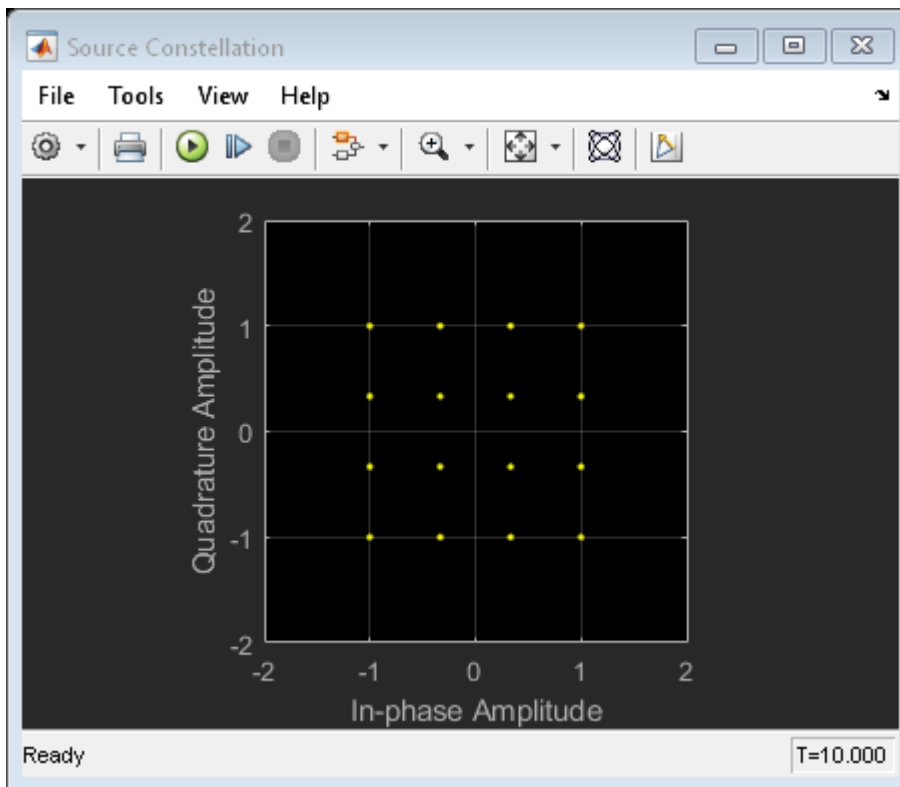 Source Constellation
File Tools View Help
2
1
0
-1
-2
Quadrature Amplitude
-2 -1 0 1 2
In-phase Amplitude
Ready T=10.000